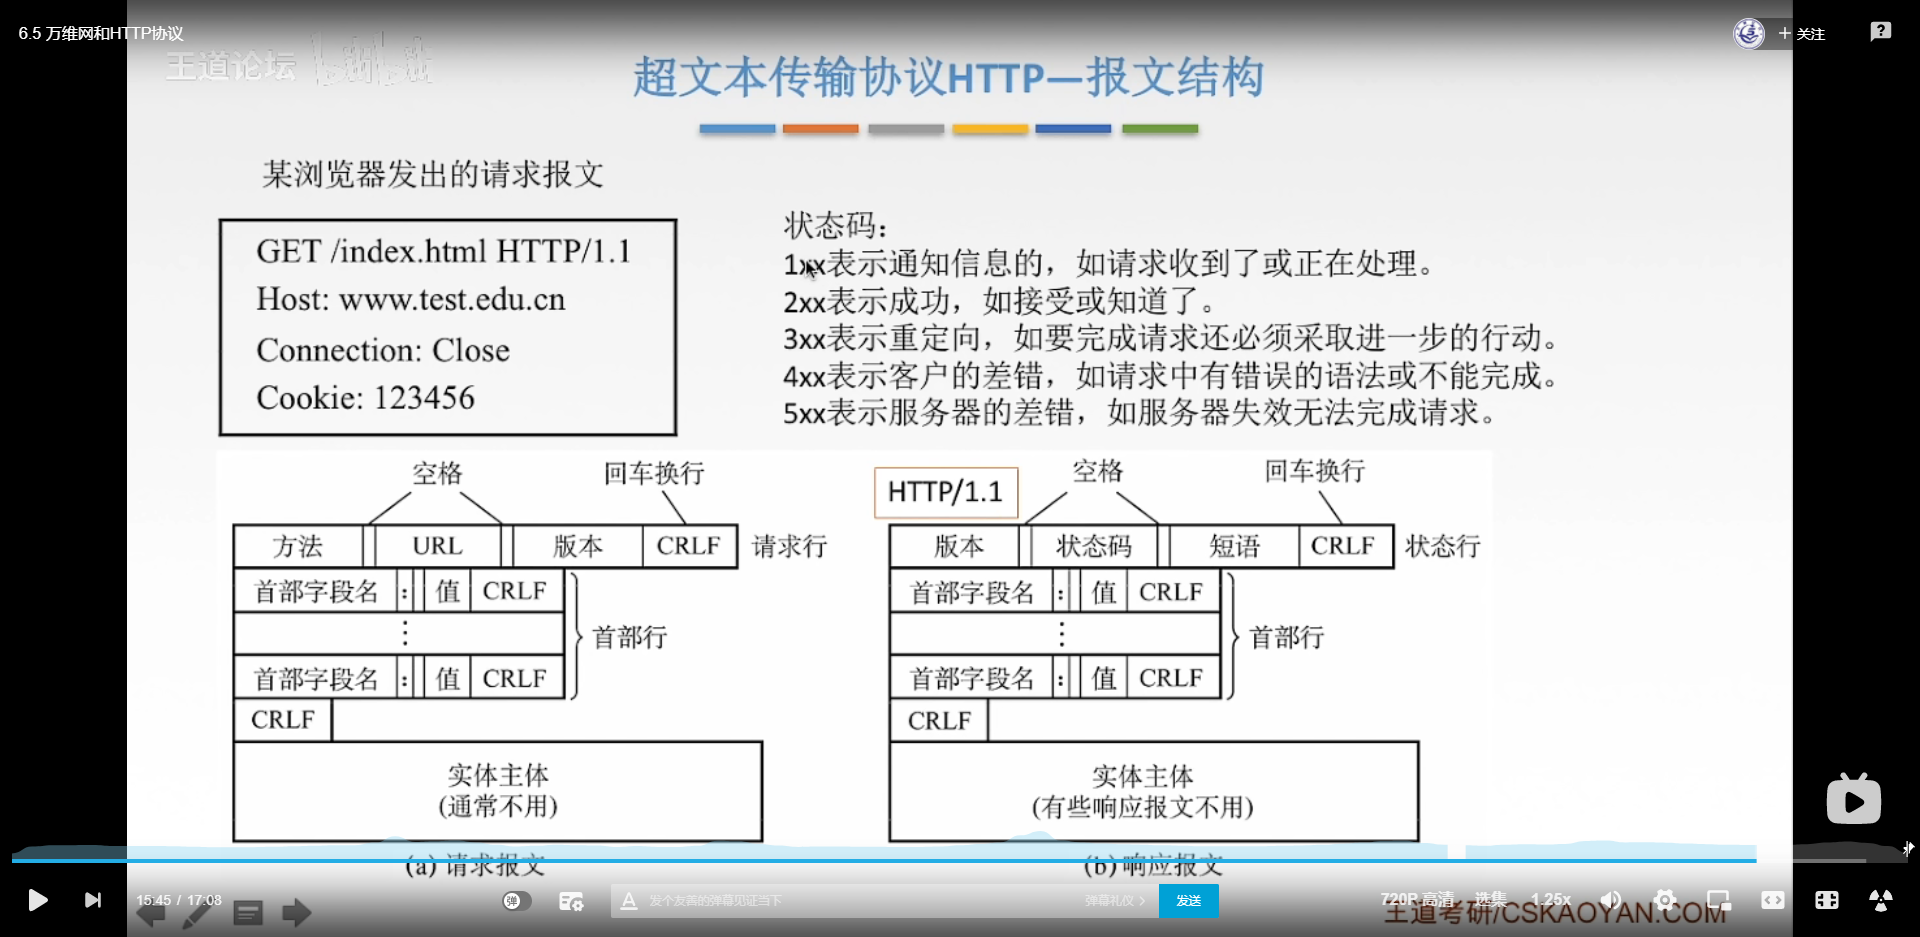 6.5 万维网和HTTP协议
关注
王道论坛 bilibili
超文本传输协议HTTP—报文结构
某浏览器发出的请求报文
GET /index.html HTTP/1.1
Host: www.test.edu.cn
Connection: Close
Cookie: 123456
状态码：
1xx表示通知信息的，如请求收到了或正在处理。
2xx表示成功，如接受或知道了。
3xx表示重定向，如要完成请求还必须采取进一步的行动。
4xx表示客户的差错，如请求中有错误的语法或不能完成。
5xx表示服务器的差错，如服务器失效无法完成请求。
空格 回车换行
方法 URL 版本 CRLF 请求行
首部字段名 : 值 CRLF
⋮ 首部行
首部字段名 : 值 CRLF
CRLF
实体主体
(通常不用)
(a) 请求报文
HTTP/1.1 空格 回车换行
版本 状态码 短语 CRLF 状态行
首部字段名 : 值 CRLF
⋮ 首部行
首部字段名 : 值 CRLF
CRLF
实体主体
(有些响应报文不用)
(b) 响应报文
15:45 / 17:08
弹
发个友善的弹幕见证当下
弹幕礼仪
发送
720P 高清 选集 1.25x
王道考研/CSKAOYAN.COM